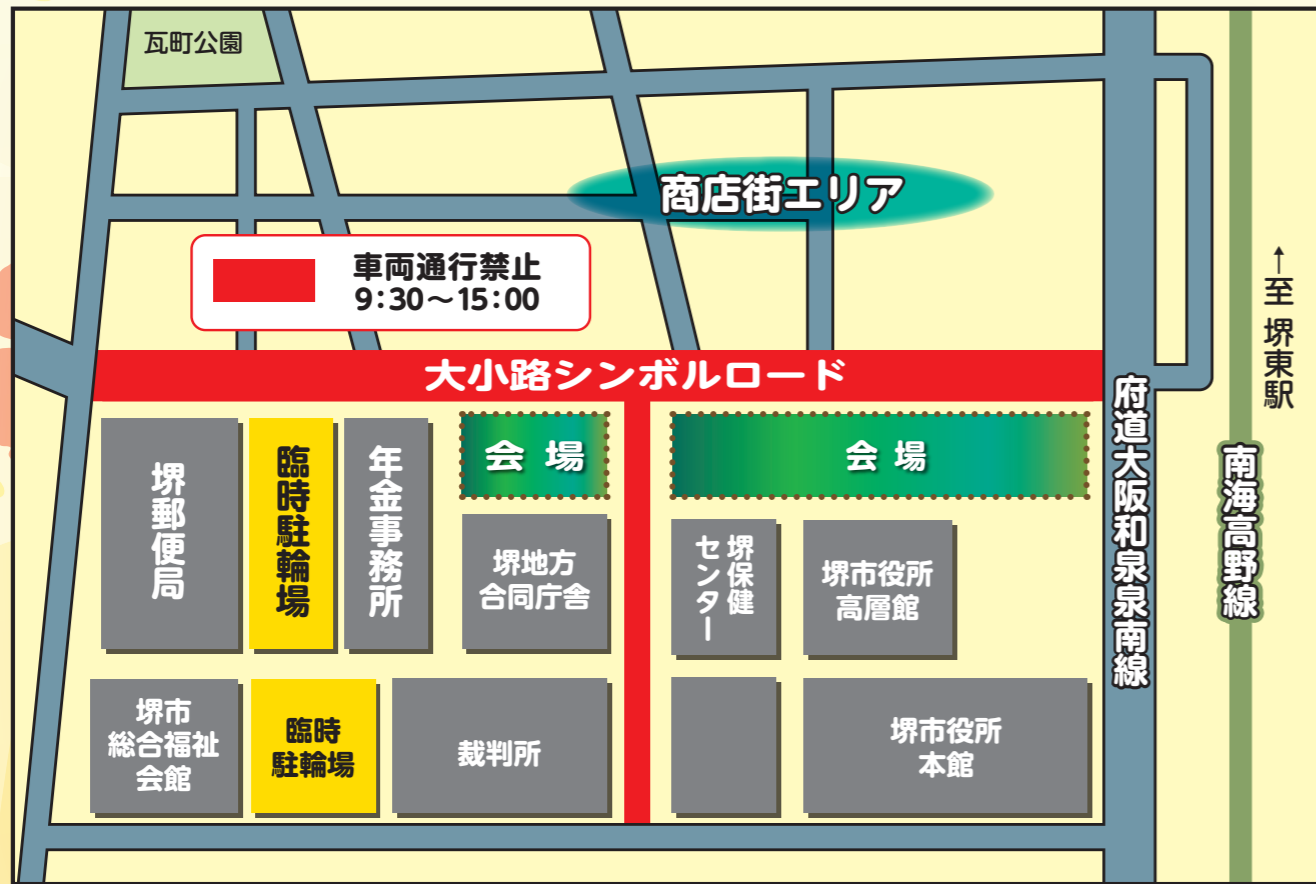 瓦町公園
商店街エリア
車両通行禁止
9:30〜15:00
↑至 堺東駅
大小路シンボルロード
府道大阪和泉泉南線
南海高野線
堺郵便局
臨時駐輪場
年金事務所
会場
会場
堺地方
合同庁舎
堺保健
センター
堺市役所
高層館
堺市
総合福祉
会館
臨時
駐輪場
裁判所
堺市役所
本館